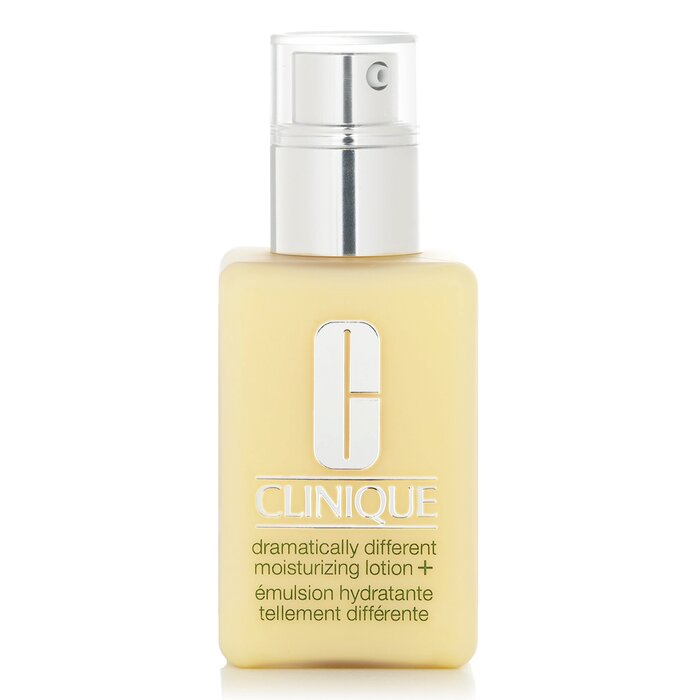 C
CLINIQUE
dramatically different
moisturizing lotion +
émulsion hydratante
tellement différente